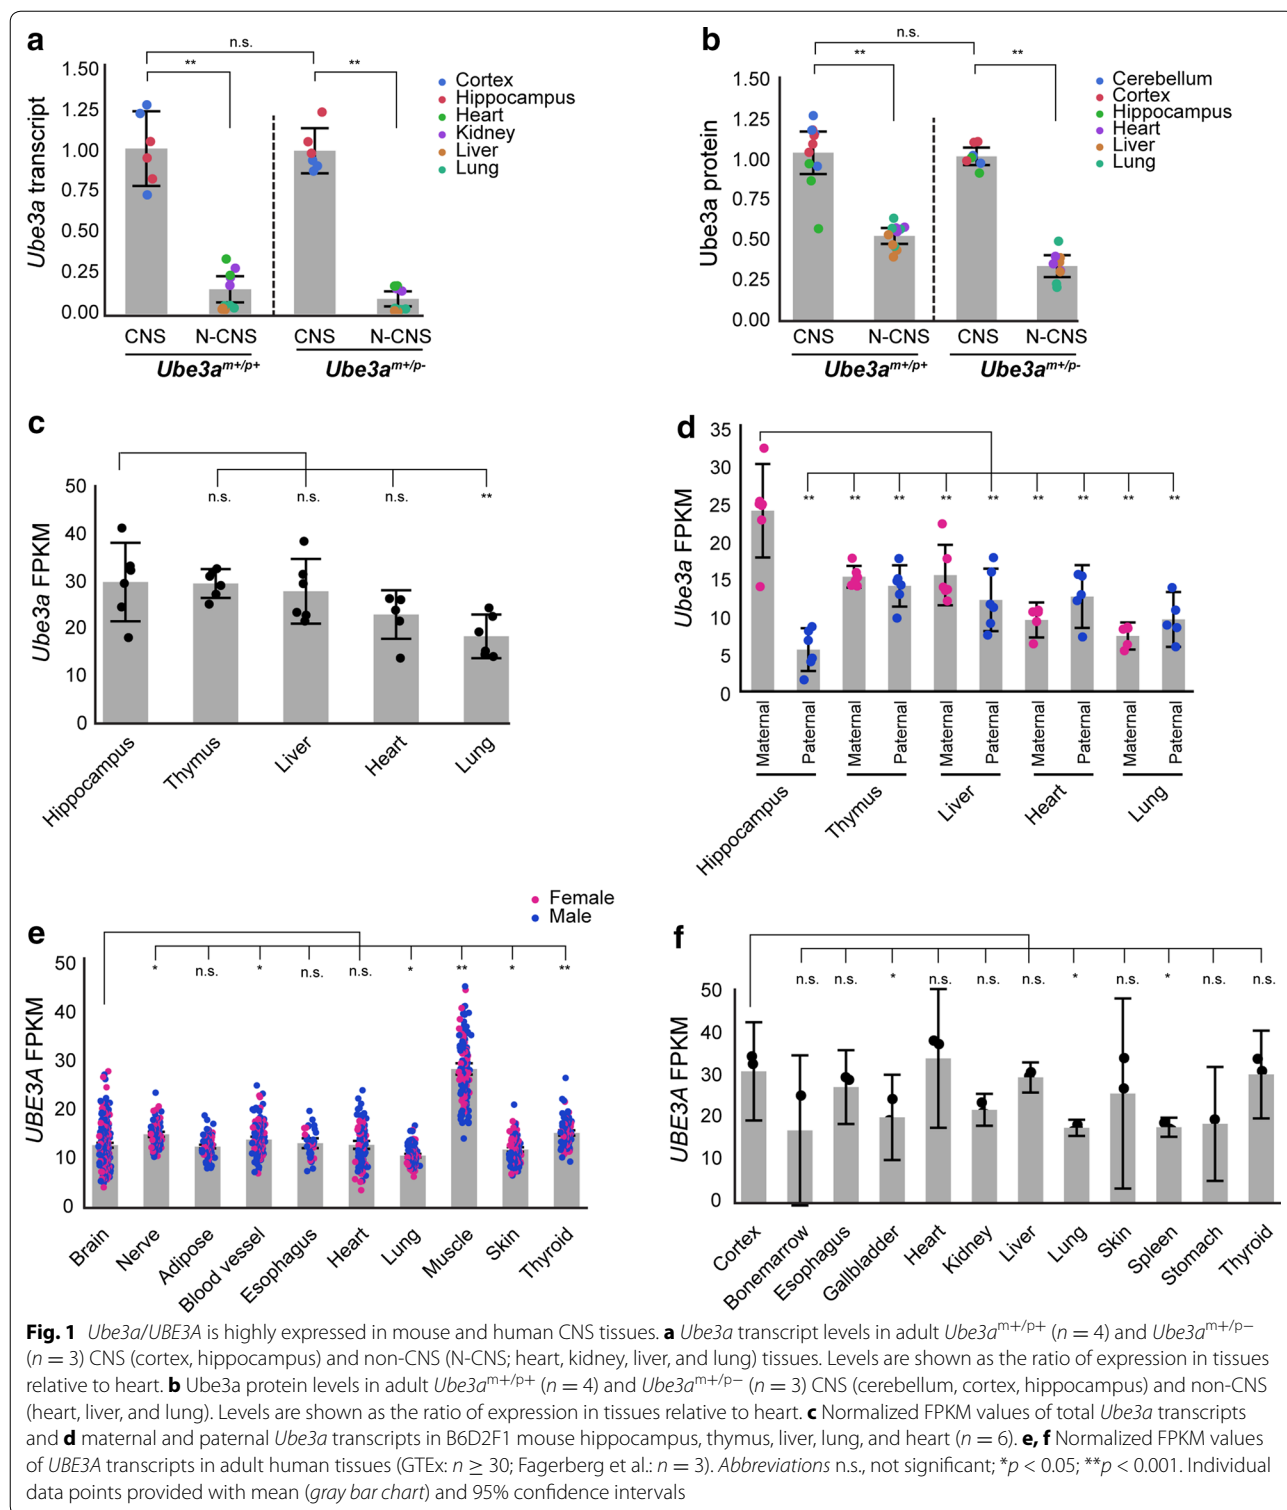 a
n.s.
**
**
Ube3a transcript
1.50
1.25
1.00
0.75
0.50
0.25
0.00
Cortex
Hippocampus
Heart
Kidney
Liver
Lung
CNS
N-CNS
CNS
N-CNS
Ube3a^m+/p+
Ube3a^m+/p-
b
n.s.
**
**
Ube3a protein
1.50
1.25
1.00
0.75
0.50
0.25
0.00
Cerebellum
Cortex
Hippocampus
Heart
Liver
Lung
CNS
N-CNS
CNS
N-CNS
Ube3a^m+/p+
Ube3a^m+/p-
c
n.s.
n.s.
n.s.
**
Ube3a FPKM
50
40
30
20
10
0
Hippocampus
Thymus
Liver
Heart
Lung
d
** ** ** ** ** ** ** ** **
Ube3a FPKM
35
30
25
20
15
10
5
0
Maternal
Paternal
Maternal
Paternal
Maternal
Paternal
Maternal
Paternal
Maternal
Paternal
Hippocampus
Thymus
Liver
Heart
Lung
Female
Male
e
* n.s. * n.s. n.s. * ** * **
UBE3A FPKM
50
40
30
20
10
0
Brain
Nerve
Adipose
Blood vessel
Esophagus
Heart
Lung
Muscle
Skin
Thyroid
f
n.s. n.s. * n.s. n.s. n.s. * n.s. * n.s. n.s.
UBE3A FPKM
50
40
30
20
10
0
Cortex
Bonemarrow
Esophagus
Gallbladder
Heart
Kidney
Liver
Lung
Skin
Spleen
Stomach
Thyroid
Fig. 1 Ube3a/UBE3A is highly expressed in mouse and human CNS tissues. a Ube3a transcript levels in adult Ube3a^m+/p+ (n = 4) and Ube3a^m+/p−
(n = 3) CNS (cortex, hippocampus) and non-CNS (N-CNS; heart, kidney, liver, and lung) tissues. Levels are shown as the ratio of expression in tissues
relative to heart. b Ube3a protein levels in adult Ube3a^m+/p+ (n = 4) and Ube3a^m+/p− (n = 3) CNS (cerebellum, cortex, hippocampus) and non-CNS
(heart, liver, and lung). Levels are shown as the ratio of expression in tissues relative to heart. c Normalized FPKM values of total Ube3a transcripts
and d maternal and paternal Ube3a transcripts in B6D2F1 mouse hippocampus, thymus, liver, lung, and heart (n = 6). e, f Normalized FPKM values
of UBE3A transcripts in adult human tissues (GTEx: n ≥ 30; Fagerberg et al.: n = 3). Abbreviations n.s., not significant; *p < 0.05; **p < 0.001. Individual
data points provided with mean (gray bar chart) and 95% confidence intervals